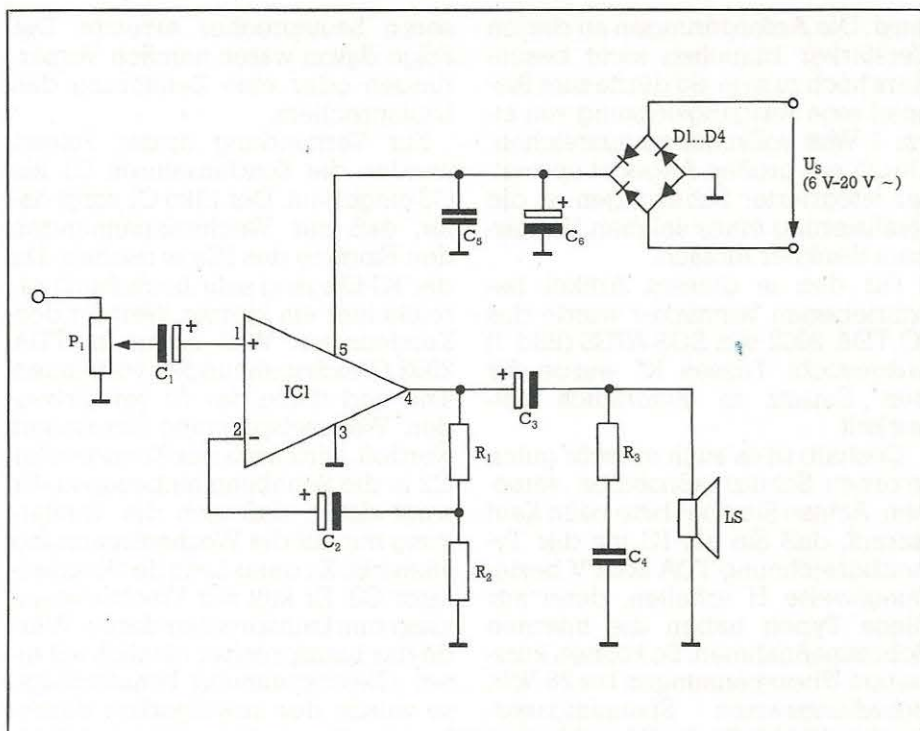 D1...D4
U_S
(6 V-20 V ~)
+
C_5
C_6
P_1
+
C_1
1
+
5
IC1
4
2
-
3
+
C_2
+
C_3
R_1
R_2
R_3
C_4
LS